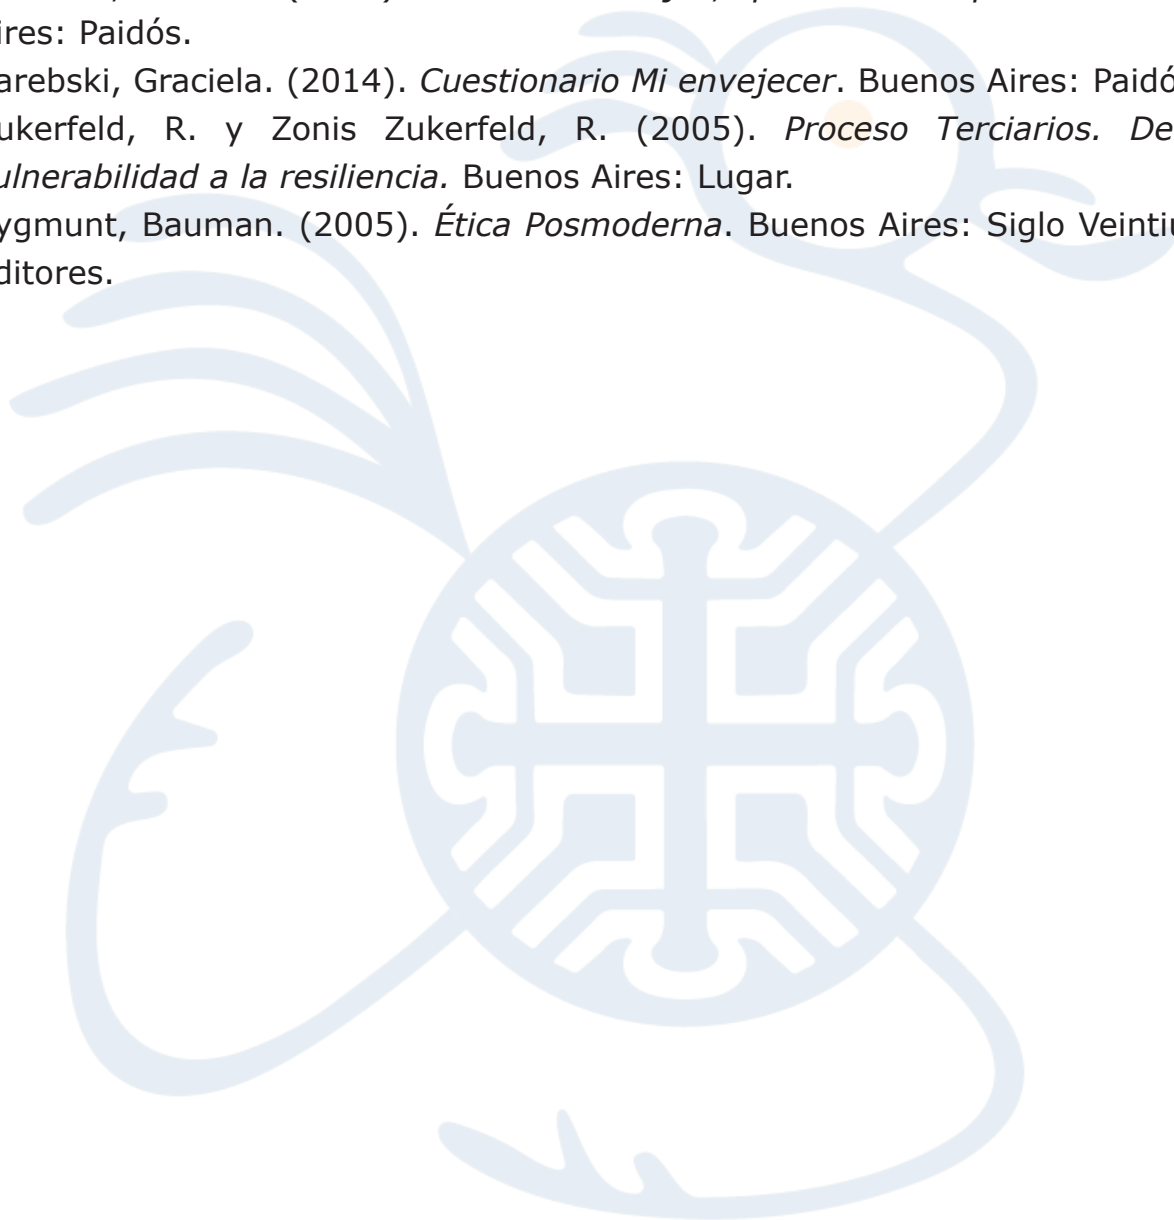 ires: Paidós.
arebski, Graciela. (2014). Cuestionario Mi envejecer. Buenos Aires: Paidó
ukerfeld, R. y Zonis Zukerfeld, R. (2005). Proceso Terciarios. De
ulnerabilidad a la resiliencia. Buenos Aires: Lugar.
ygmunt, Bauman. (2005). Ética Posmoderna. Buenos Aires: Siglo Veintiu
ditores.